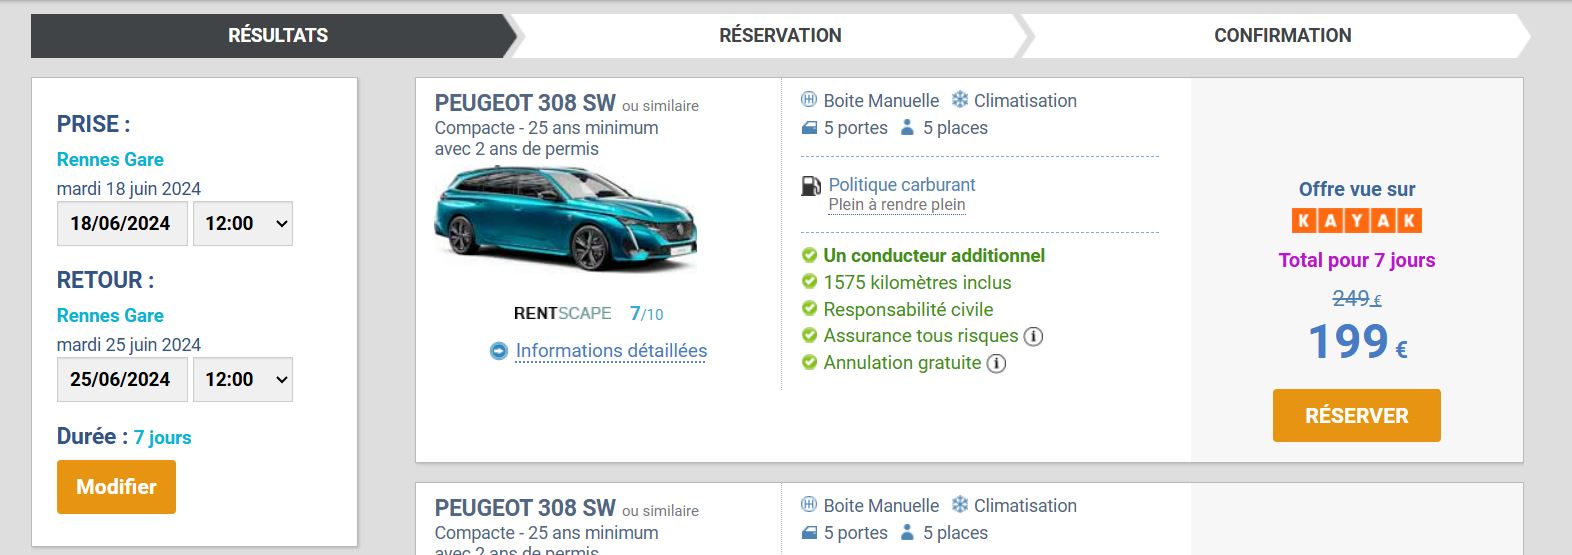 RÉSULTATS
RÉSERVATION
CONFIRMATION
PRISE :
Rennes Gare
mardi 18 juin 2024
18/06/2024 12:00
RETOUR :
Rennes Gare
mardi 25 juin 2024
25/06/2024 12:00
Durée : 7 jours
Modifier
PEUGEOT 308 SW ou similaire
Compacte - 25 ans minimum
avec 2 ans de permis
RENTSCAPE 7/10
Informations détaillées
Boite Manuelle Climatisation
5 portes 5 places
Politique carburant
Plein à rendre plein
Un conducteur additionnel
1575 kilomètres inclus
Responsabilité civile
Assurance tous risques
Annulation gratuite
Offre vue sur
KAYAK
Total pour 7 jours
249 €
199 €
RÉSERVER
PEUGEOT 308 SW ou similaire
Compacte - 25 ans minimum
avec 2 ans de permis
Boite Manuelle Climatisation
5 portes 5 places